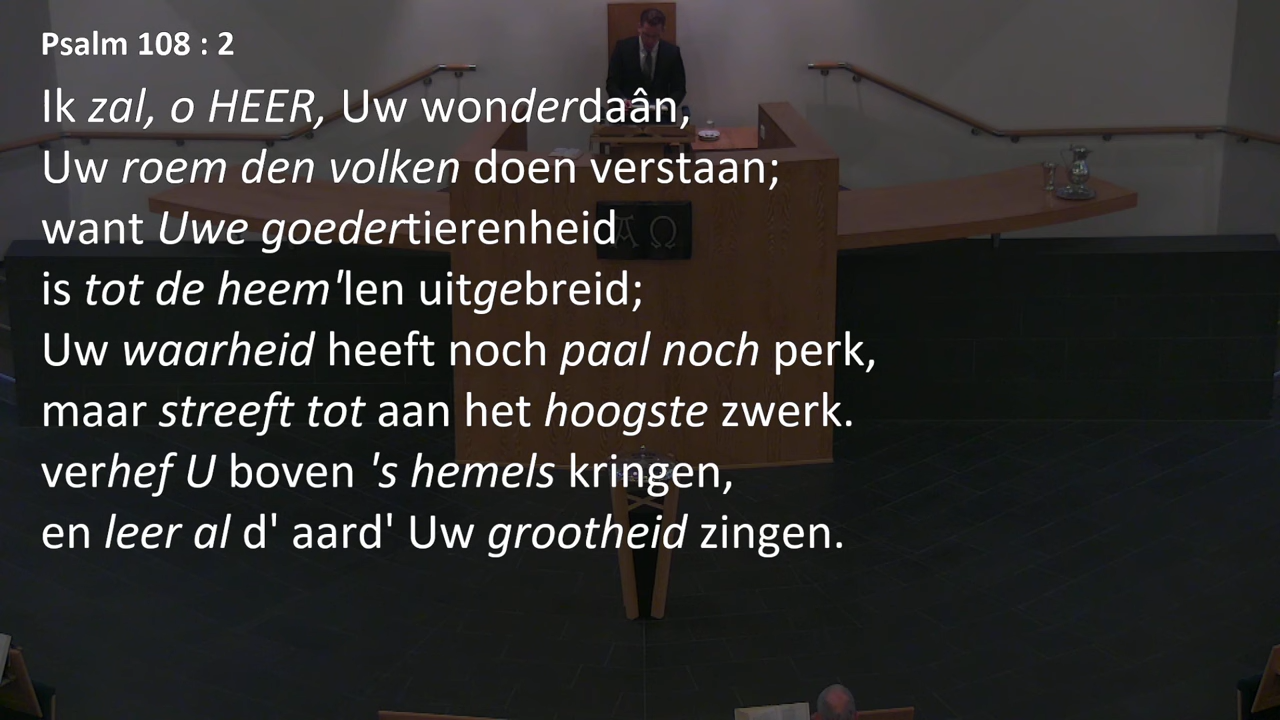 Psalm 108 : 2
Ik zal, o HEER, Uw wonderdaân,
Uw roem den volken doen verstaan;
want Uwe goedertierenheid
is tot de heem'len uitgebreid;
Uw waarheid heeft noch paal noch perk,
maar streeft tot aan het hoogste zwerk.
verhef U boven 's hemels kringen,
en leer al d' aard' Uw grootheid zingen.
Α Ω